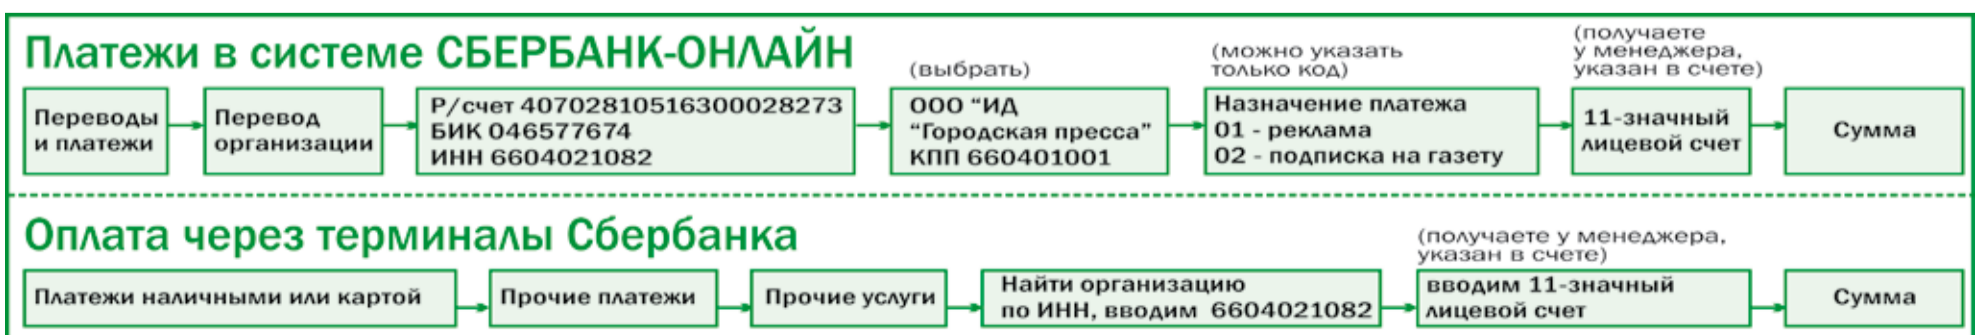 Платежи в системе СБЕРБАНК-ОНЛАЙН
Переводы
и платежи
Перевод
организации
Р/счет 40702810516300028273
БИК 046577674
ИНН 6604021082
(выбрать)
ООО "ИД
"Городская пресса"
КПП 660401001
(можно указать
только код)
Назначение платежа
01 - реклама
02 - подписка на газету
(получаете
у менеджера,
указан в счете)
11-значный
лицевой счет
Сумма
Оплата через терминалы Сбербанка
Платежи наличными или картой
Прочие платежи
Прочие услуги
Найти организацию
по ИНН, вводим 6604021082
(получаете у менеджера,
указан в счете)
вводим 11-значный
лицевой счет
Сумма